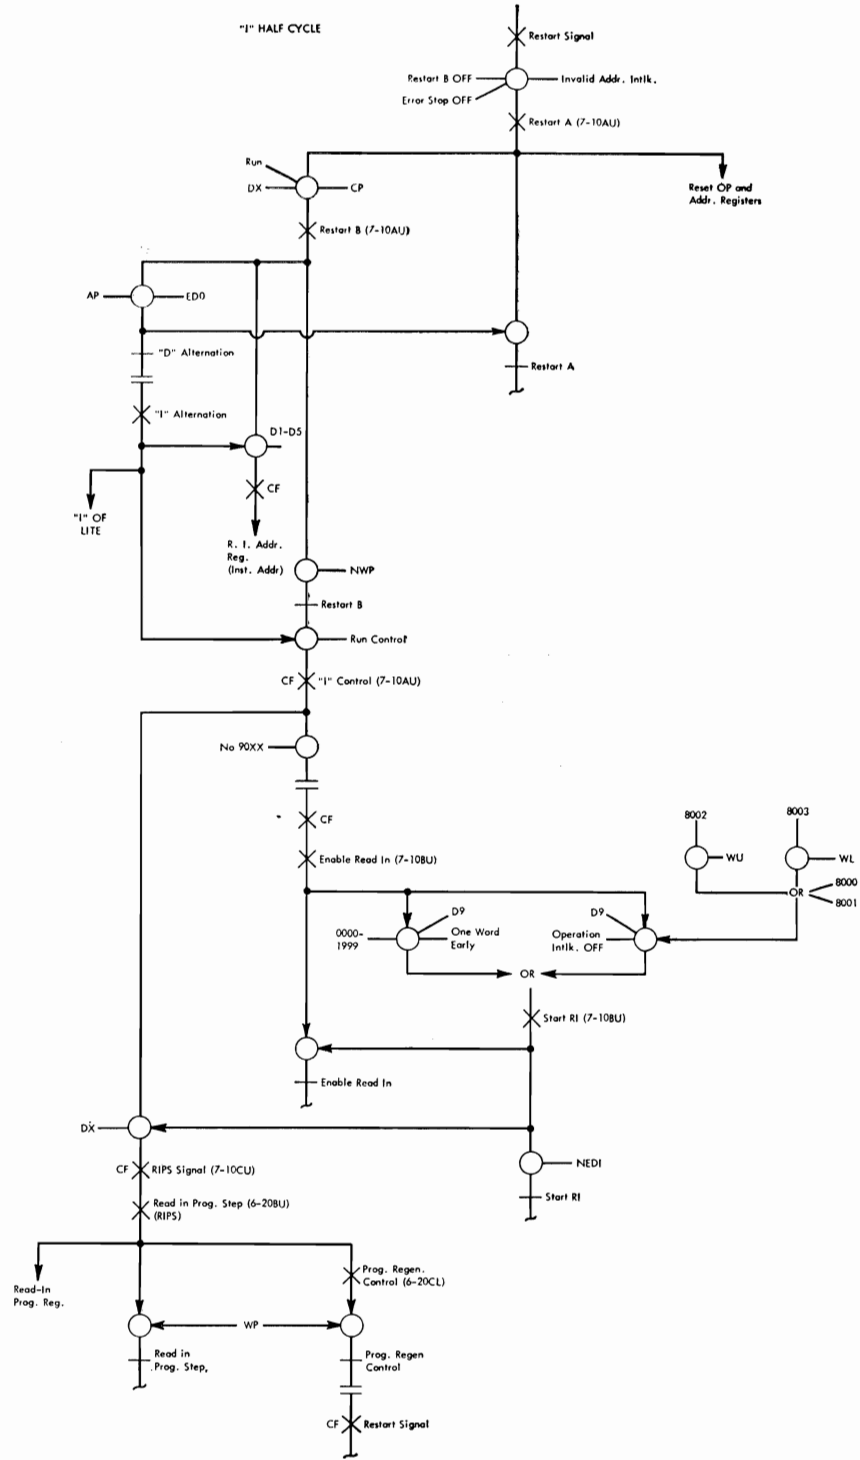 "I" HALF CYCLE
Restart Signal
Restart B OFF
Invalid Addr. Intlk.
Error Stop OFF
Restart A (7-10AU)
Run
DX
CP
Reset OP and
Addr. Registers
Restart B (7-10AU)
AP
ED0
"D" Alternation
Restart A
"I" Alternation
D1-D5
CF
"I" OF
LITE
R. I. Addr.
Reg.
(Inst. Addr)
NWP
Restart B
Run Control
CF
"I" Control (7-10AU)
No 90XX
CF
8002
8003
WU
WL
Enable Read In (7-10BU)
OR
8000
8001
D9
D9
0000-
1999
One Word
Early
Operation
Intlk. OFF
OR
Start RI (7-10BU)
Enable Read In
DX
NEDI
CF
RIPS Signal (7-10CU)
Start RI
Read in Prog. Step (6-20BU)
(RIPS)
Prog. Regen.
Control (6-20CL)
Read-In
Prog. Reg.
WP
Read in
Prog. Step,
Prog. Regen
Control
CF
Restart Signal